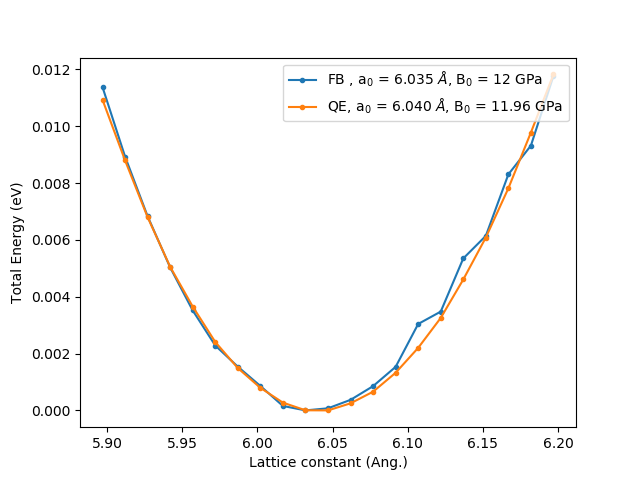 FB , a₀ = 6.035 Å, B₀ = 12 GPa
QE, a₀ = 6.040 Å, B₀ = 11.96 GPa
Total Energy (eV)
0.012
0.010
0.008
0.006
0.004
0.002
0.000
5.90 5.95 6.00 6.05 6.10 6.15 6.20
Lattice constant (Ang.)